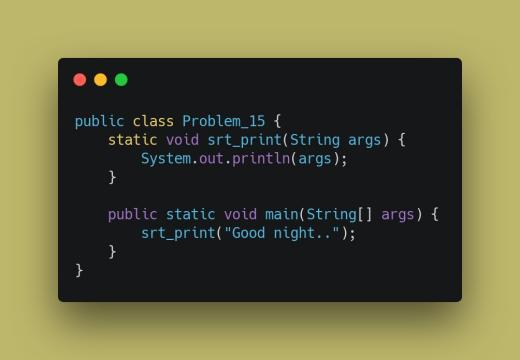 public class Problem_15 {
    static void srt_print(String args) {
        System.out.println(args);
    }

    public static void main(String[] args) {
        srt_print("Good night..");
    }
}